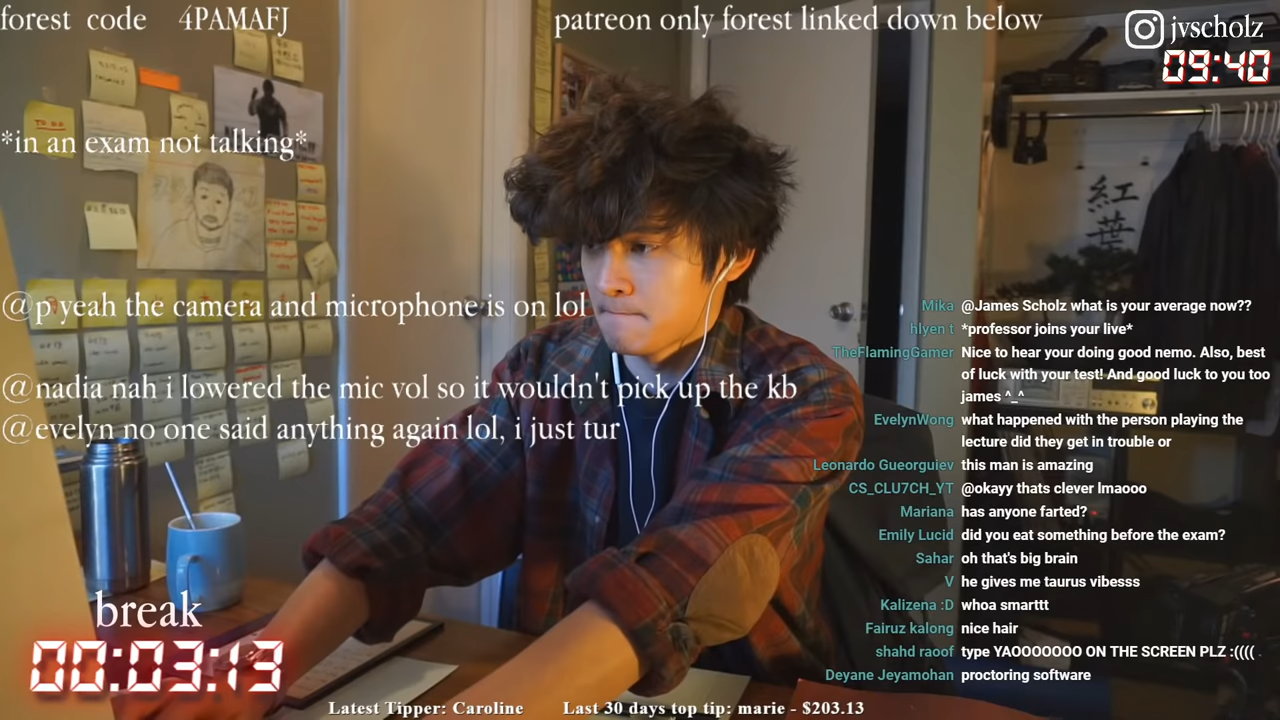 forest code 4PAMAFJ
patreon only forest linked down below
jvscholz
09:40
*in an exam not talking*
紅葉
@p yeah the camera and microphone is on lol
@nadia nah i lowered the mic vol so it wouldn't pick up the kb
@evelyn no one said anything again lol, i just tur
Mika @James Scholz what is your average now??
hlyen t *professor joins your live*
TheFlamingGamer Nice to hear your doing good nemo. Also, best
of luck with your test! And good luck to you too
james ^_^
EvelynWong what happened with the person playing the
lecture did they get in trouble or
Leonardo Gueorguiev this man is amazing
CS_CLU7CH_YT @okayy thats clever lmaooo
Mariana has anyone farted?
Emily Lucid did you eat something before the exam?
Sahar oh that's big brain
V he gives me taurus vibesss
Kalizena :D whoa smarttt
Fairuz kalong nice hair
shahd raoof type YAOOOOOOO ON THE SCREEN PLZ :((((
Deyane Jeyamohan proctoring software
break
00:03:13
Latest Tipper: Caroline
Last 30 days top tip: marie - $203.13